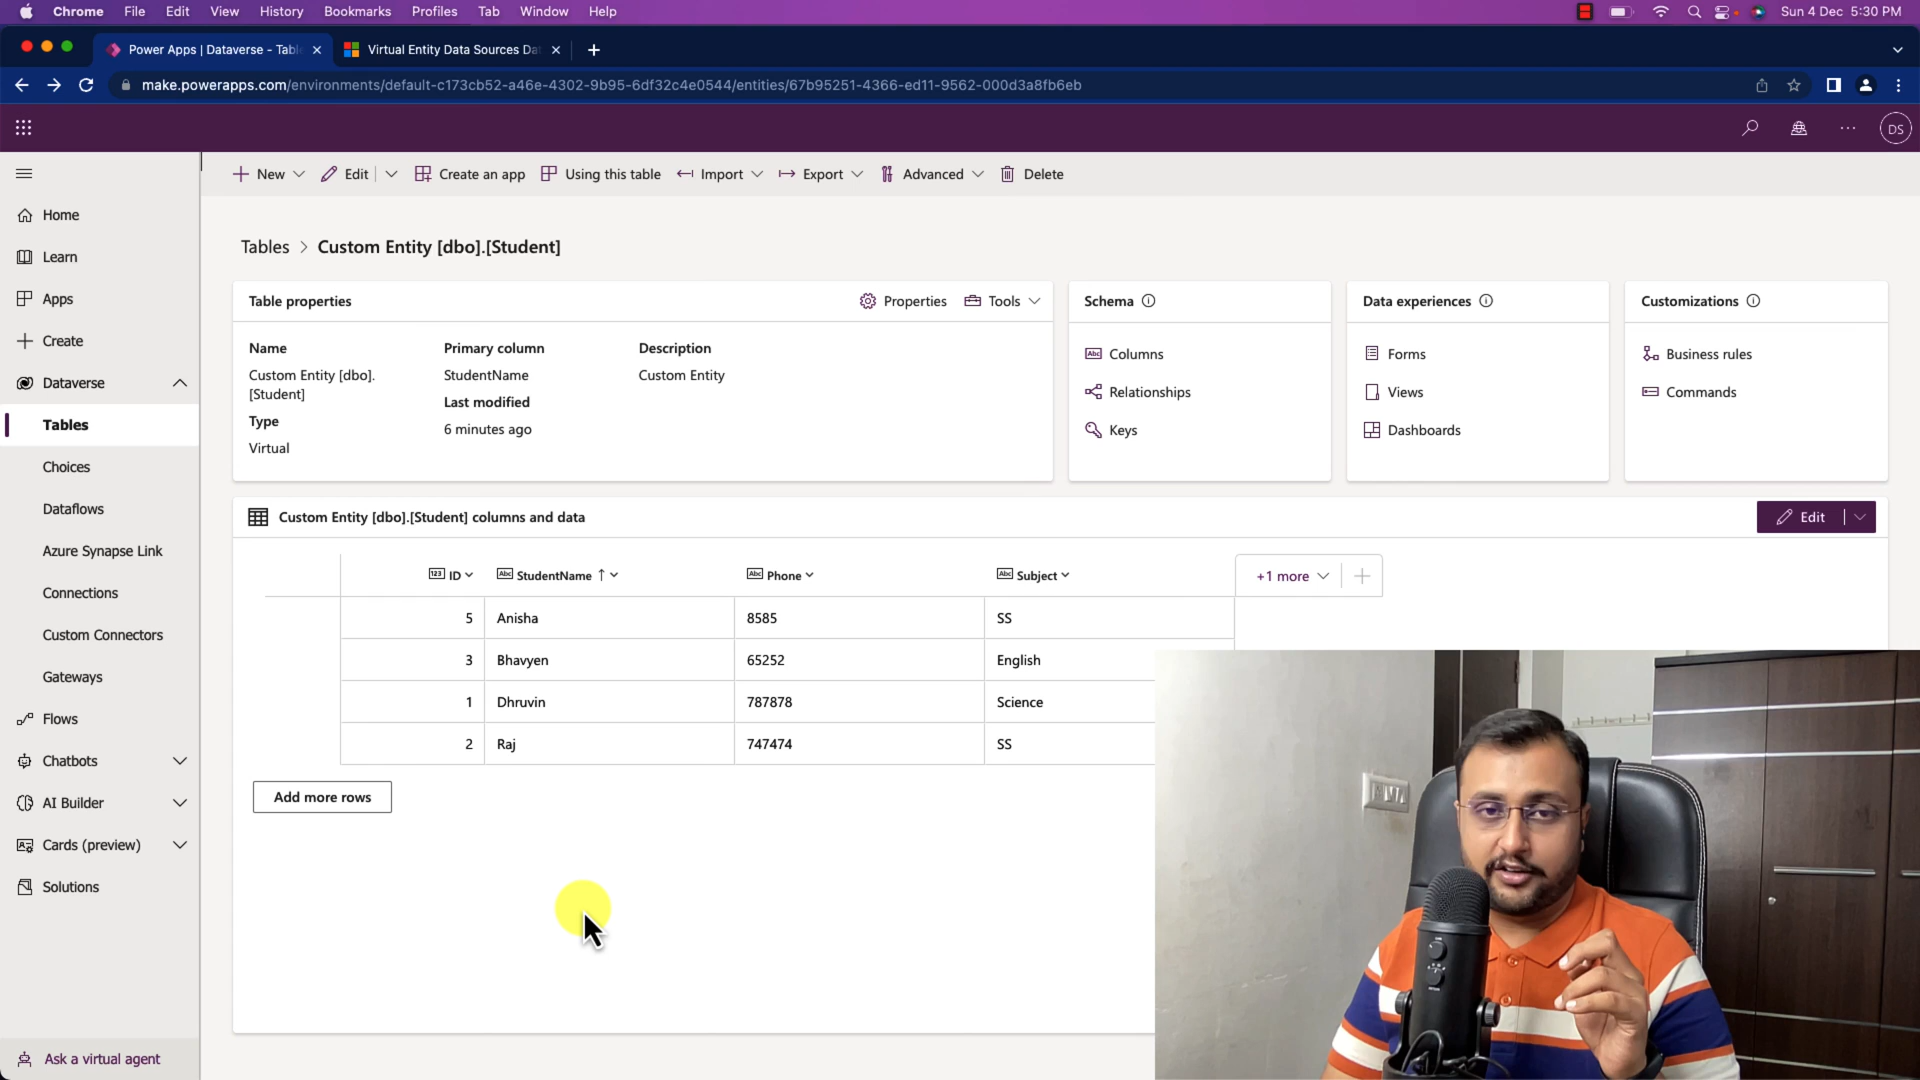 Chrome File Edit View History Bookmarks Profiles Tab Window Help Sun 4 Dec 5:30 PM
Power Apps | Dataverse - Table Virtual Entity Data Sources Da
make.powerapps.com/environments/default-c173cb52-a46e-4302-9b95-6df32c4e0544/entities/67b95251-4366-ed11-9562-000d3a8fb6eb
DS
New Edit Create an app Using this table Import Export Advanced Delete
Home
Learn
Apps
Create
Dataverse
Tables
Choices
Dataflows
Azure Synapse Link
Connections
Custom Connectors
Gateways
Flows
Chatbots
AI Builder
Cards (preview)
Solutions
Ask a virtual agent
Tables > Custom Entity [dbo].[Student]
Table properties Properties Tools
Name Primary column Description
Custom Entity [dbo]. StudentName Custom Entity
[Student] Last modified
Type 6 minutes ago
Virtual
Schema
Columns
Relationships
Keys
Data experiences
Forms
Views
Dashboards
Customizations
Business rules
Commands
Custom Entity [dbo].[Student] columns and data Edit
123 ID Abc StudentName ↑ Abc Phone Abc Subject +1 more
5 Anisha 8585 SS
3 Bhavyen 65252 English
1 Dhruvin 787878 Science
2 Raj 747474 SS
Add more rows